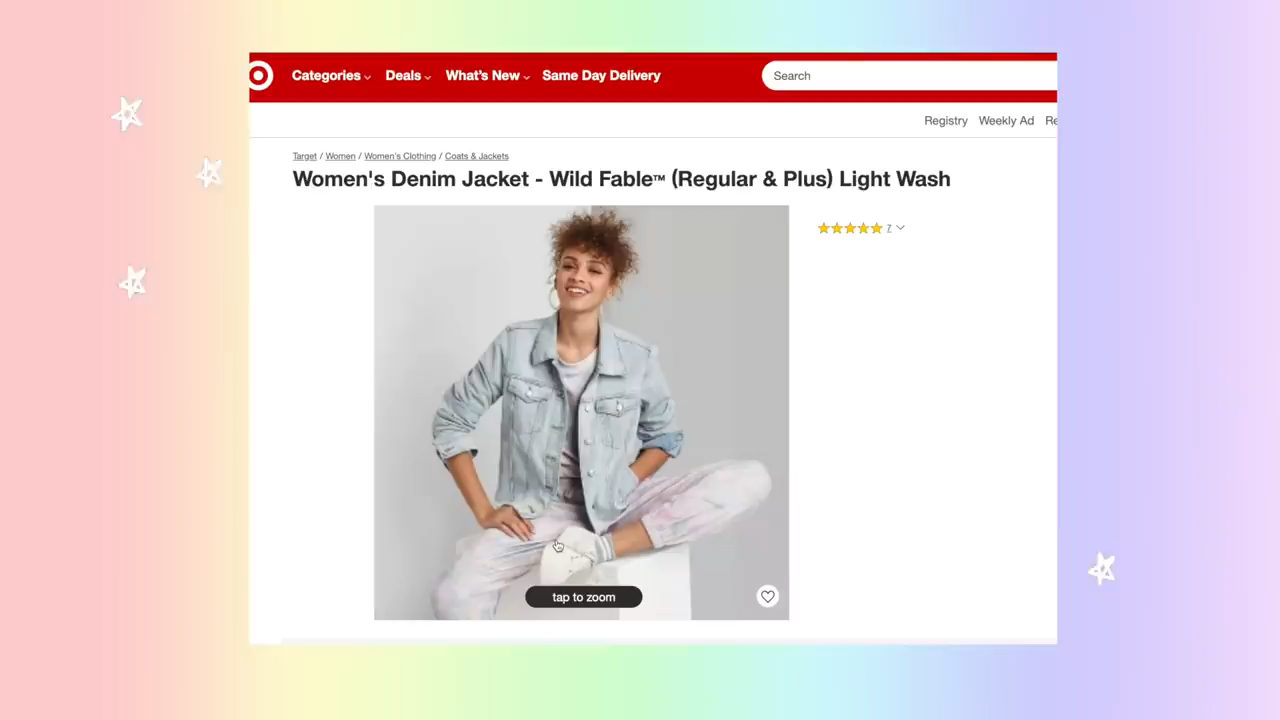 Categories Deals What's New Same Day Delivery Search
Registry Weekly Ad Re
Target / Women / Women's Clothing / Coats & Jackets
Women's Denim Jacket - Wild Fable™ (Regular & Plus) Light Wash
7
tap to zoom